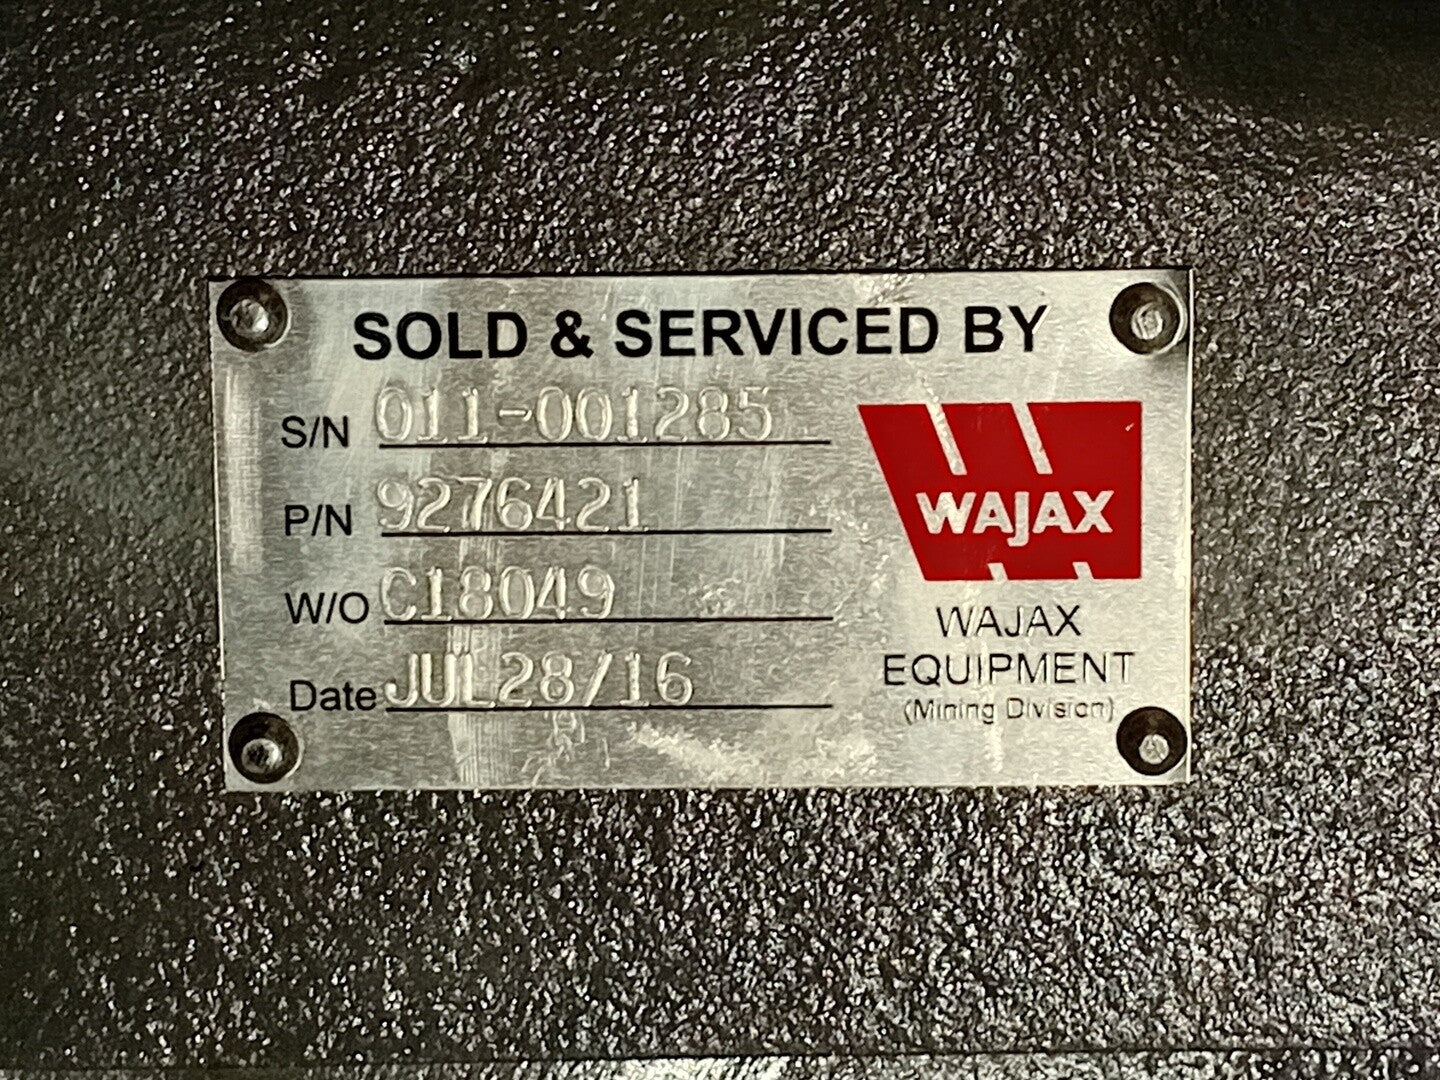 SOLD & SERVICED BY
S/N 011-001285
P/N 9276421
W/O C18049
Date JUL28/16
WAJAX
WAJAX
EQUIPMENT
(Mining Division)